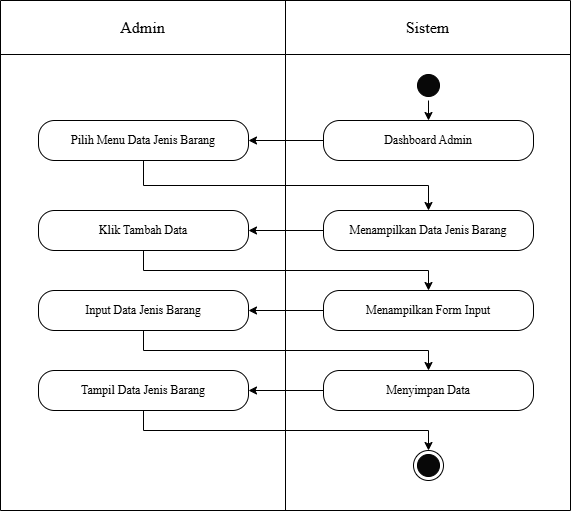 Admin
Sistem
Pilih Menu Data Jenis Barang
Dashboard Admin
Klik Tambah Data
Menampilkan Data Jenis Barang
Input Data Jenis Barang
Menampilkan Form Input
Tampil Data Jenis Barang
Menyimpan Data